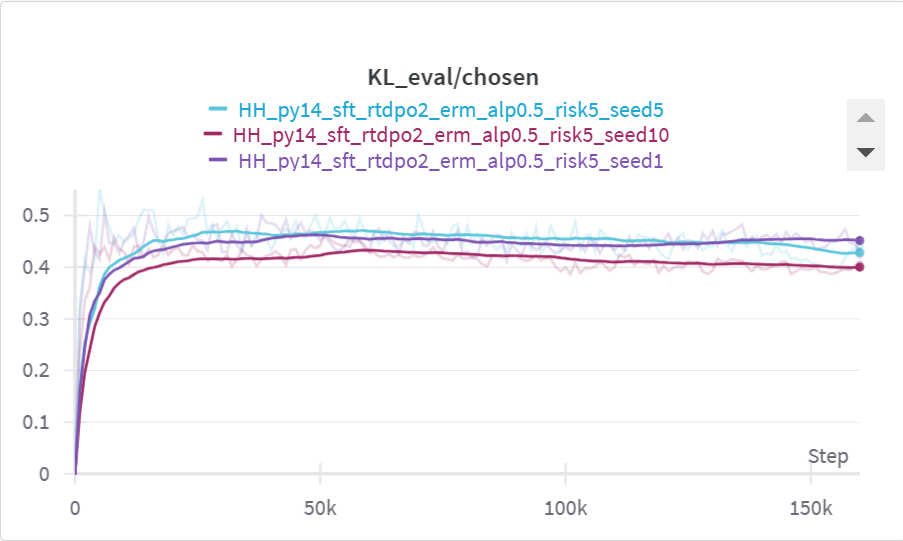 KL_eval/chosen
HH_py14_sft_rtdpo2_erm_alp0.5_risk5_seed5
HH_py14_sft_rtdpo2_erm_alp0.5_risk5_seed10
HH_py14_sft_rtdpo2_erm_alp0.5_risk5_seed1
0.5
0.4
0.3
0.2
0.1
Step
0
0 50k 100k 150k